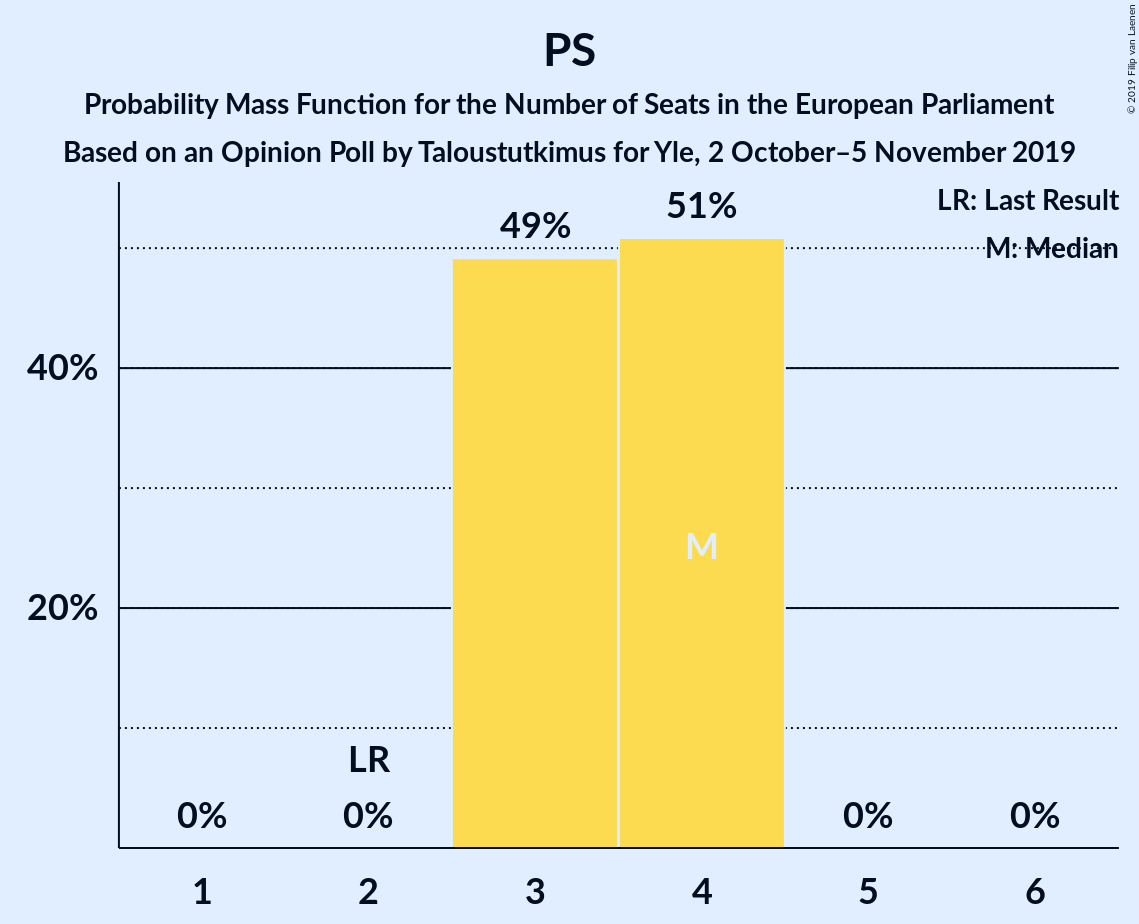 PS
Probability Mass Function for the Number of Seats in the European Parliament
Based on an Opinion Poll by Taloustutkimus for Yle, 2 October–5 November 2019
© 2019 Filip van Laenen
LR: Last Result
M: Median
49%
51%
40%
20%
M
LR
0%
0%
0%
0%
1
2
3
4
5
6